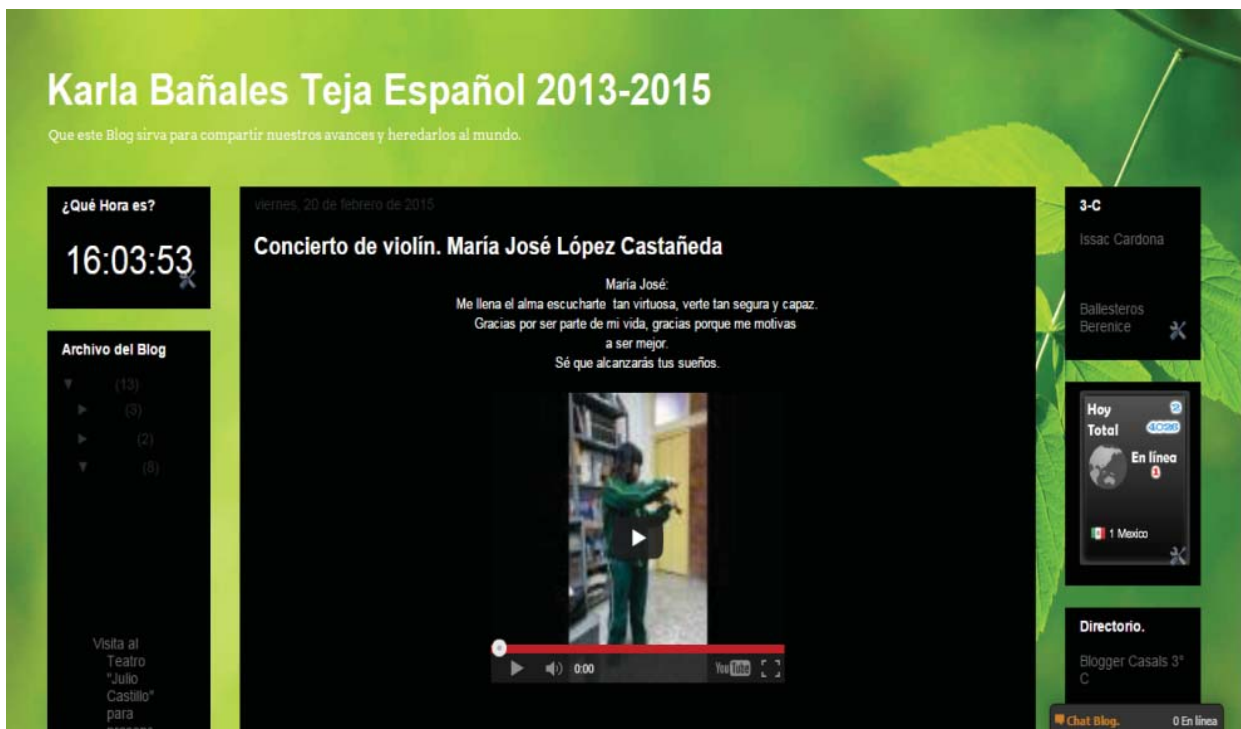 Karla Bañales Teja Español 2013-2015
Que este Blog sirva para compartir nuestros avances y heredarlos al mundo.
¿Qué Hora es?
16:03:53
Archivo del Blog
▼ (13)
► (3)
► (2)
▼ (8)
Visita al
Teatro
"Julio
Castillo"
para
viernes, 20 de febrero de 2015
Concierto de violín. María José López Castañeda
María José:
Me llena el alma escucharte tan virtuosa, verte tan segura y capaz.
Gracias por ser parte de mi vida, gracias porque me motivas
a ser mejor.
Sé que alcanzarás tus sueños.
0:00
YouTube
3-C
Issac Cardona
Ballesteros
Berenice
Hoy 2
Total 4026
En línea
1
1 Mexico
Directorio.
Blogger Casals 3°
C
Chat Blog. 0 En línea